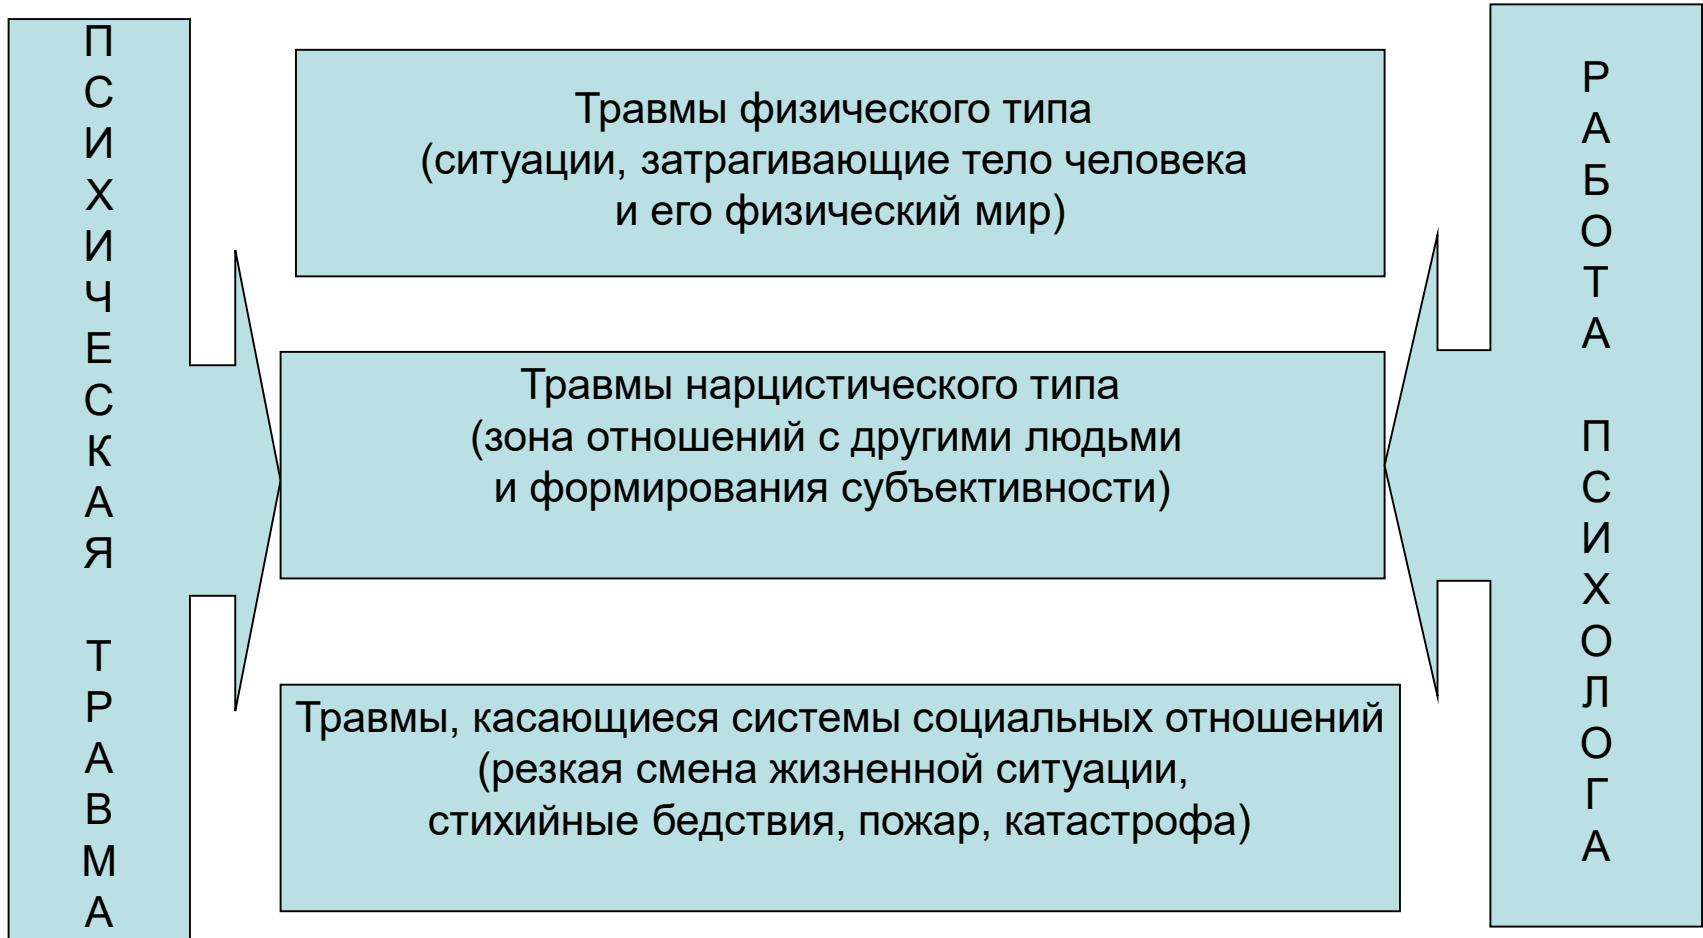 ПСИХИЧЕСКАЯ ТРАВМА
Травмы физического типа
(ситуации, затрагивающие тело человека
и его физический мир)
Травмы нарцистического типа
(зона отношений с другими людьми
и формирования субъективности)
Травмы, касающиеся системы социальных отношений
(резкая смена жизненной ситуации,
стихийные бедствия, пожар, катастрофа)
РАБОТА ПСИХОЛОГА